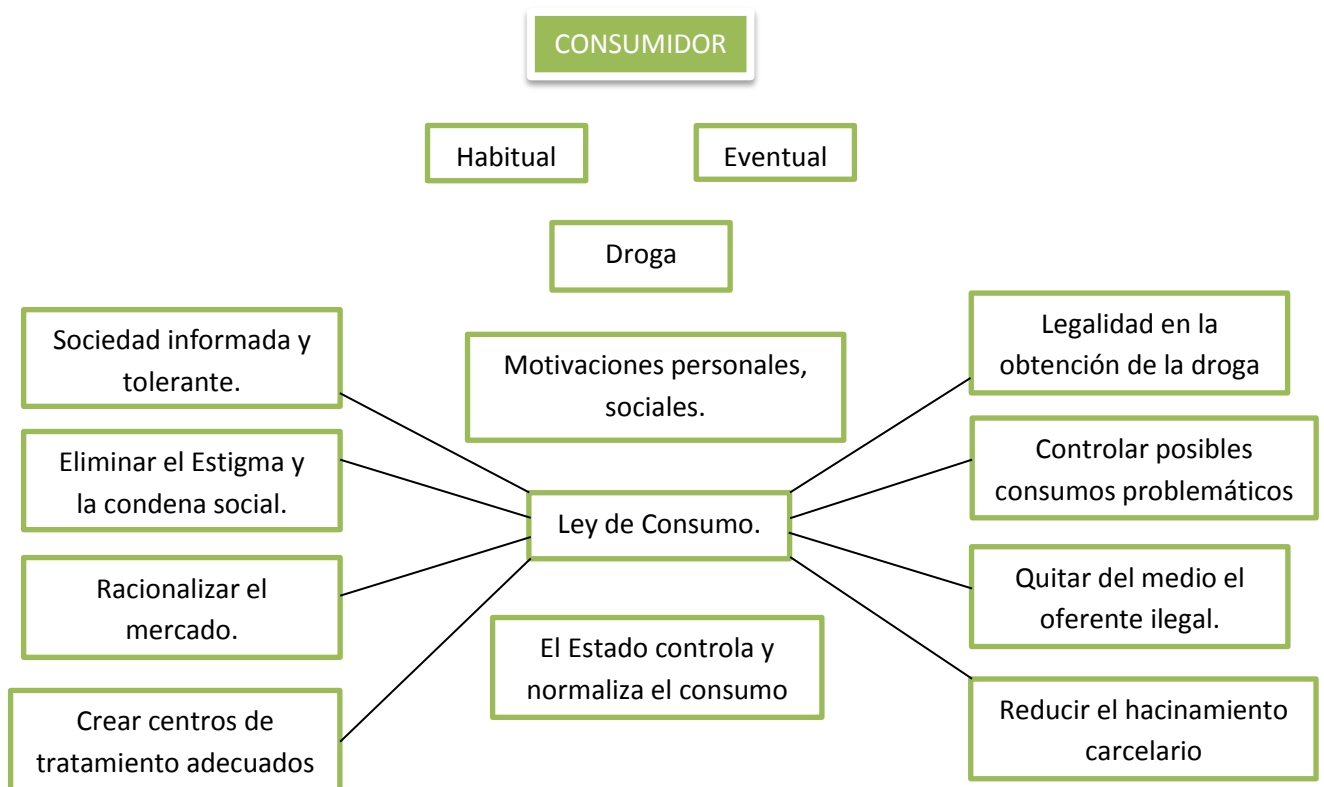 CONSUMIDOR
Habitual
Eventual
Droga
Sociedad informada y
tolerante.
Motivaciones personales,
sociales.
Legalidad en la
obtención de la droga
Eliminar el Estigma y
la condena social.
Ley de Consumo.
Controlar posibles
consumos problemáticos
Racionalizar el
mercado.
El Estado controla y
normaliza el consumo
Quitar del medio el
oferente ilegal.
Crear centros de
tratamiento adecuados
Reducir el hacinamiento
carcelario